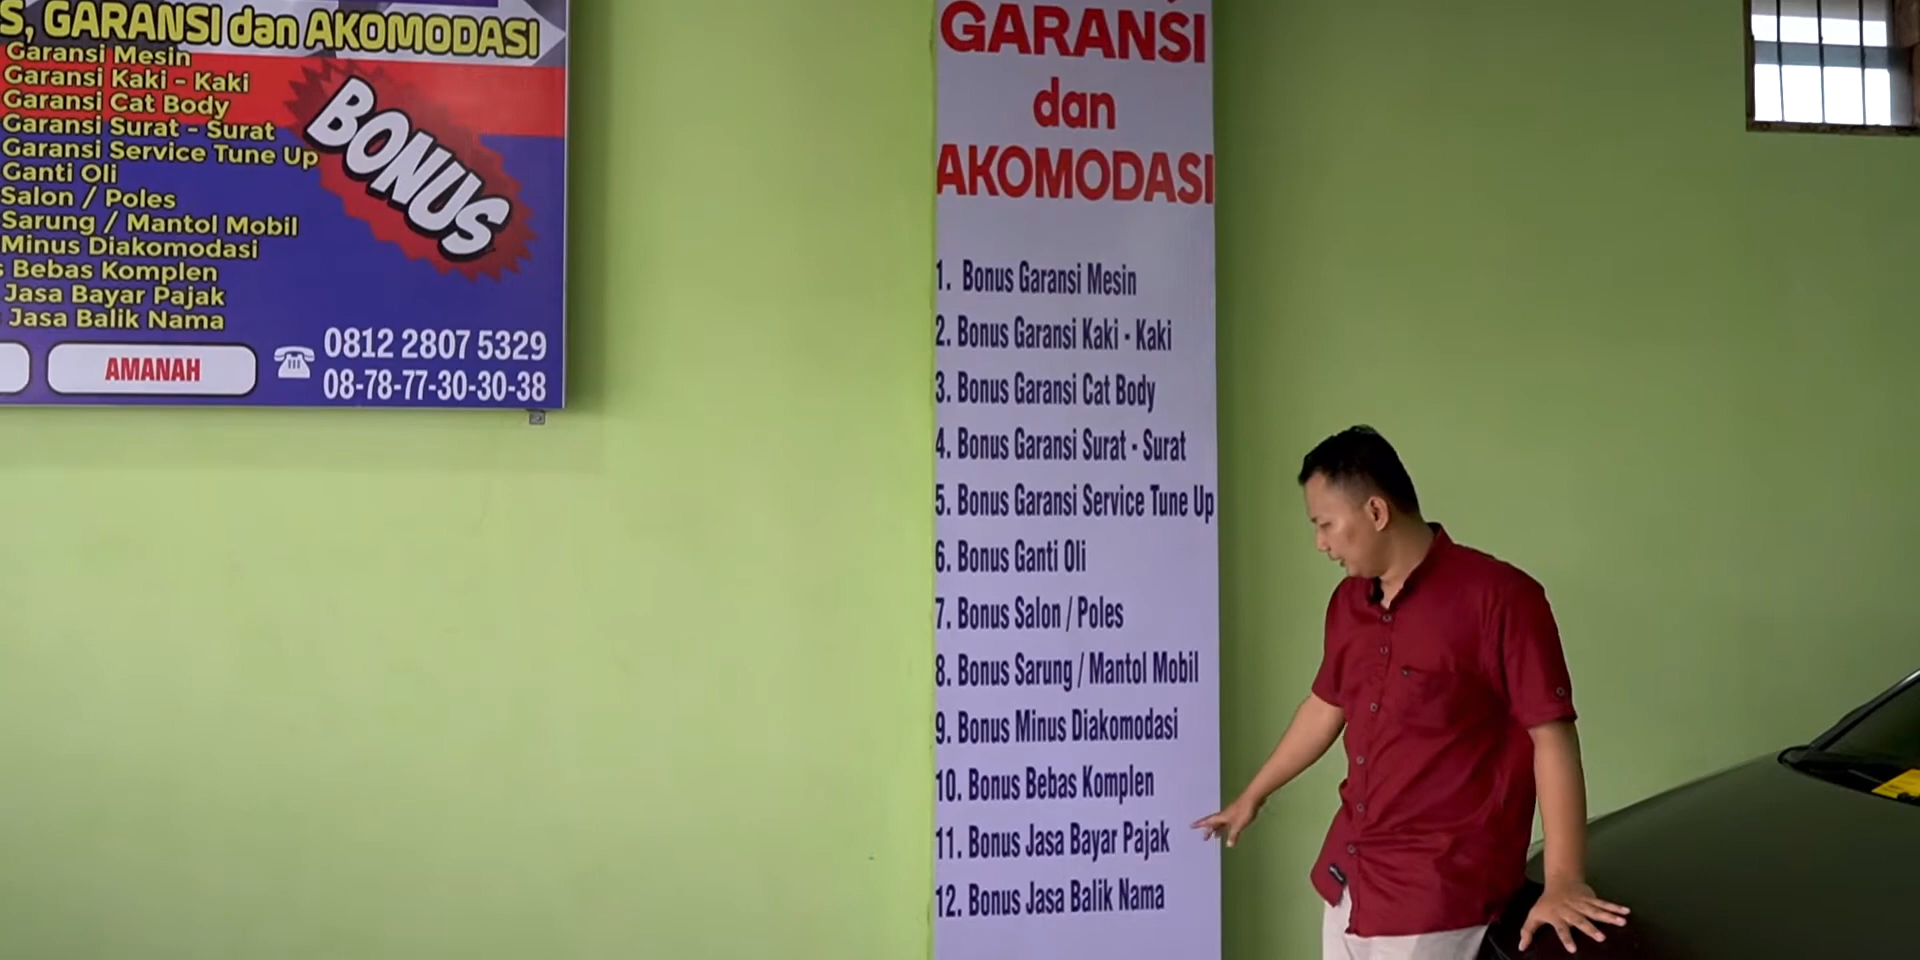 S, GARANSI dan AKOMODASI
Garansi Mesin
Garansi Kaki - Kaki
Garansi Cat Body
Garansi Surat - Surat
Garansi Service Tune Up
Ganti Oli
Salon / Poles
Sarung / Mantol Mobil
Minus Diakomodasi
s Bebas Komplen
Jasa Bayar Pajak
Jasa Balik Nama
BONUS
AMANAH
0812 2807 5329
08-78-77-30-30-38
GARANSI
dan
AKOMODASI
1. Bonus Garansi Mesin
2. Bonus Garansi Kaki - Kaki
3. Bonus Garansi Cat Body
4. Bonus Garansi Surat - Surat
5. Bonus Garansi Service Tune Up
6. Bonus Ganti Oli
7. Bonus Salon / Poles
8. Bonus Sarung / Mantol Mobil
9. Bonus Minus Diakomodasi
10. Bonus Bebas Komplen
11. Bonus Jasa Bayar Pajak
12. Bonus Jasa Balik Nama